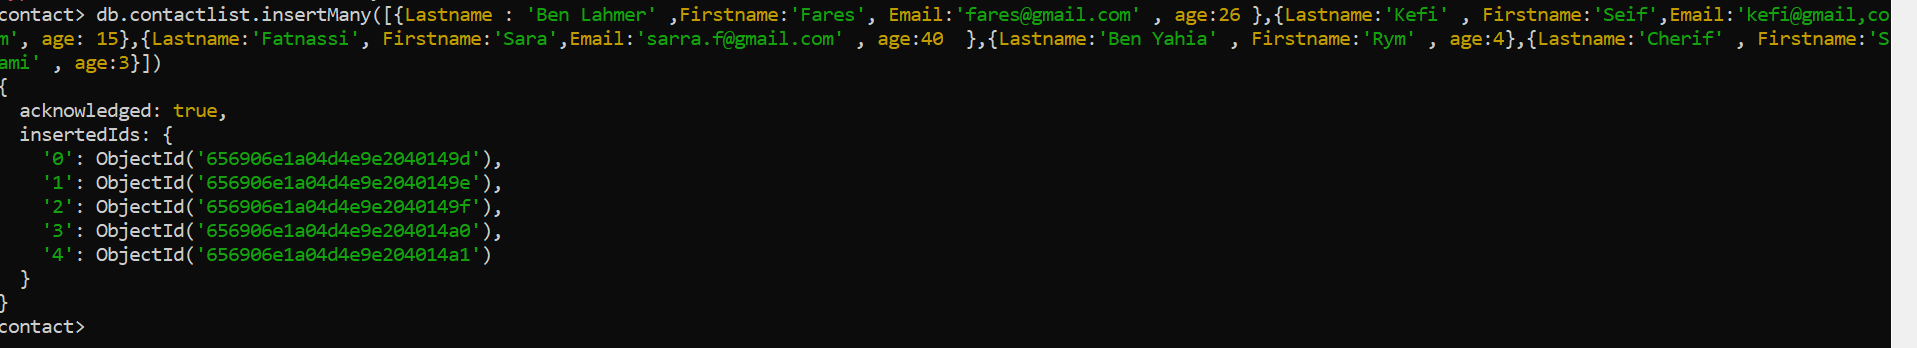 contact> db.contactlist.insertMany([{Lastname : 'Ben Lahmer' ,Firstname:'Fares', Email:'fares@gmail.com' , age:26 },{Lastname:'Kefi' , Firstname:'Seif',Email:'kefi@gmail,co
m', age: 15},{Lastname:'Fatnassi', Firstname:'Sara',Email:'sarra.f@gmail.com' , age:40  },{Lastname:'Ben Yahia' , Firstname:'Rym' , age:4},{Lastname:'Cherif' , Firstname:'S
ami' , age:3}])
{
  acknowledged: true,
  insertedIds: {
    '0': ObjectId('656906e1a04d4e9e2040149d'),
    '1': ObjectId('656906e1a04d4e9e2040149e'),
    '2': ObjectId('656906e1a04d4e9e2040149f'),
    '3': ObjectId('656906e1a04d4e9e204014a0'),
    '4': ObjectId('656906e1a04d4e9e204014a1')
  }
}
contact>